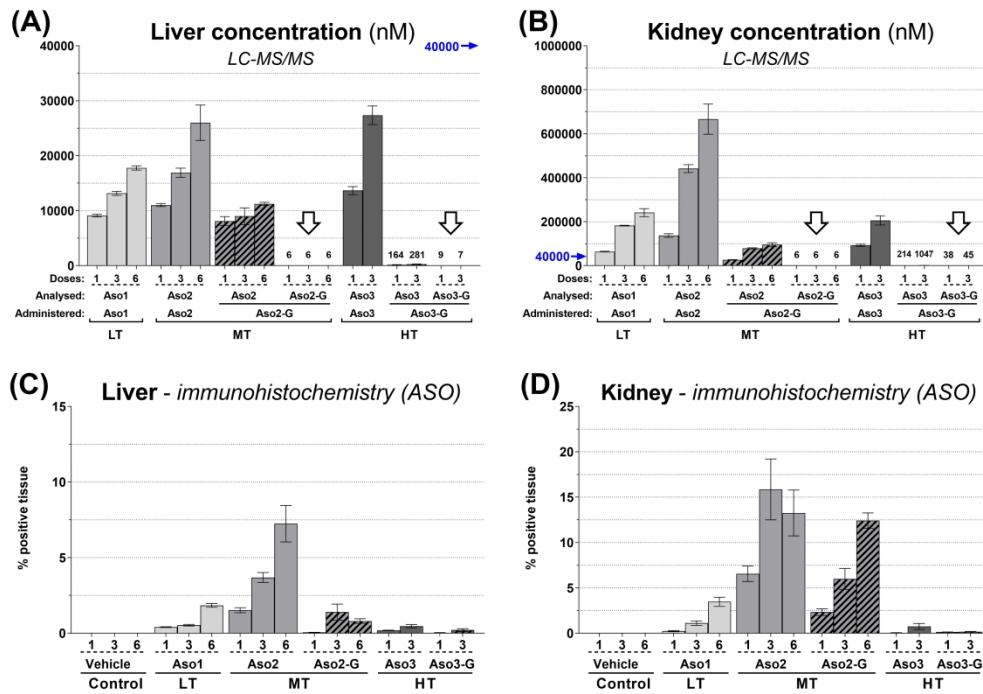 (A)
Liver concentration (nM)
LC-MS/MS
40000
40000
30000
20000
10000
0
6 6 6
164 281
9 7
Doses: 1 3 6 1 3 6 1 3 6 1 3 6 1 3 1 3 1 3
Analysed: Aso1 Aso2 Aso2 Aso2-G Aso3 Aso3 Aso3-G
Administered: Aso1 Aso2 Aso2-G Aso3 Aso3-G
LT MT HT
(B)
Kidney concentration (nM)
LC-MS/MS
1000000
800000
600000
400000
200000
40000
0
6 6 6
214 1047
38 45
Doses: 1 3 6 1 3 6 1 3 6 1 3 6 1 3 1 3 1 3
Analysed: Aso1 Aso2 Aso2 Aso2-G Aso3 Aso3 Aso3-G
Administered: Aso1 Aso2 Aso2-G Aso3 Aso3-G
LT MT HT
(C)
Liver - immunohistochemistry (ASO)
% positive tissue
15
10
5
0
1 3 6 1 3 6 1 3 6 1 3 6 1 3 1 3
Vehicle Aso1 Aso2 Aso2-G Aso3 Aso3-G
Control LT MT HT
(D)
Kidney - immunohistochemistry (ASO)
% positive tissue
25
20
15
10
5
0
1 3 6 1 3 6 1 3 6 1 3 6 1 3 1 3
Vehicle Aso1 Aso2 Aso2-G Aso3 Aso3-G
Control LT MT HT